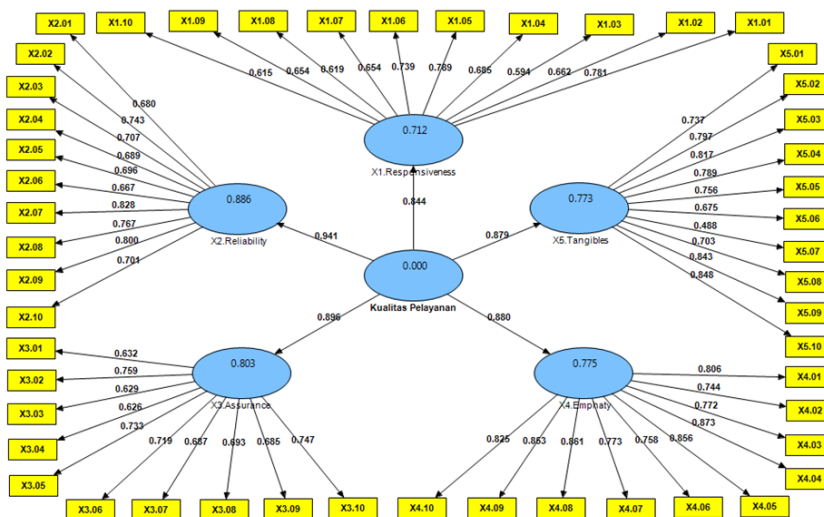 X2.01
X1.10
X1.09
X1.08
X1.07
X1.06
X1.05
X1.04
X1.03
X1.02
X1.01
X2.02
X2.03
X2.04
X2.05
X2.06
X2.07
X2.08
X2.09
X2.10
0.680
0.743
0.707
0.689
0.696
0.667
0.828
0.767
0.800
0.701
0.615
0.654
0.619
0.654
0.739
0.769
0.685
0.594
0.662
0.781
0.712
X1.Responsiveness
0.886
X2.Reliability
0.773
X5.Tangibles
X5.01
X5.02
X5.03
X5.04
X5.05
X5.06
X5.07
X5.08
X5.09
X5.10
0.737
0.797
0.817
0.789
0.756
0.675
0.488
0.703
0.843
0.848
0.844
0.941
0.879
0.000
Kualitas Pelayanan
0.896
0.880
0.803
X3.Assurance
0.775
X4.Emphaty
X3.01
X3.02
X3.03
X3.04
X3.05
0.632
0.759
0.629
0.626
0.733
0.719
0.687
0.693
0.685
0.747
X3.06
X3.07
X3.08
X3.09
X3.10
0.806
0.744
0.772
0.873
0.825
0.853
0.861
0.773
0.758
0.856
X4.01
X4.02
X4.03
X4.04
X4.10
X4.09
X4.08
X4.07
X4.06
X4.05